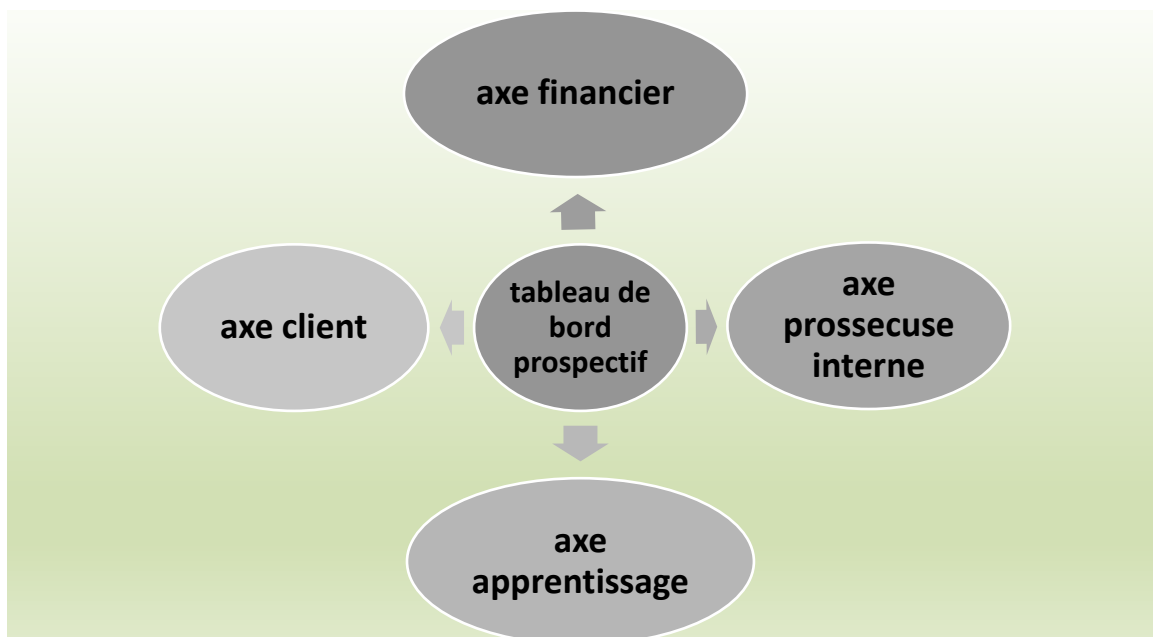 axe financier
axe client
tableau de
bord
prospectif
axe
prossecuse
interne
axe
apprentissage